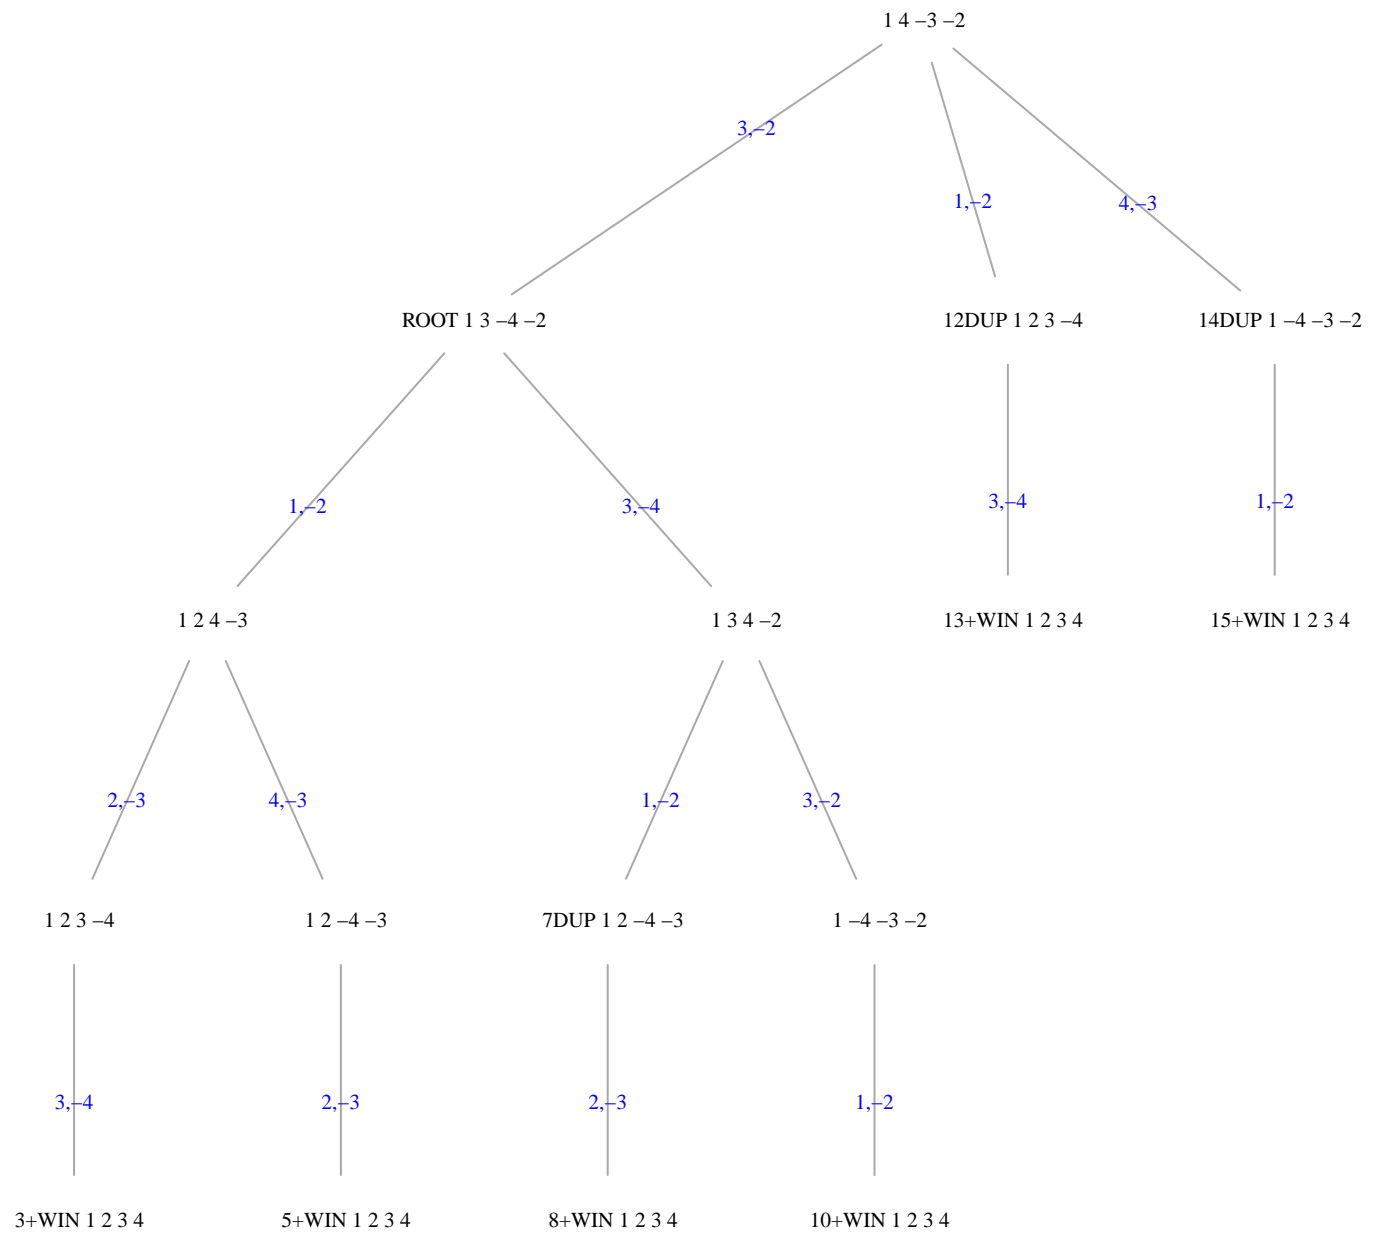 1 4 –3 –2
3,–2
1,–2
4,–3
ROOT 1 3 –4 –2
12DUP 1 2 3 –4
14DUP 1 –4 –3 –2
1,–2
3,–4
3,–4
1,–2
1 2 4 –3
1 3 4 –2
13+WIN 1 2 3 4
15+WIN 1 2 3 4
2,–3
4,–3
1,–2
3,–2
1 2 3 –4
1 2 –4 –3
7DUP 1 2 –4 –3
1 –4 –3 –2
3,–4
2,–3
2,–3
1,–2
3+WIN 1 2 3 4
5+WIN 1 2 3 4
8+WIN 1 2 3 4
10+WIN 1 2 3 4